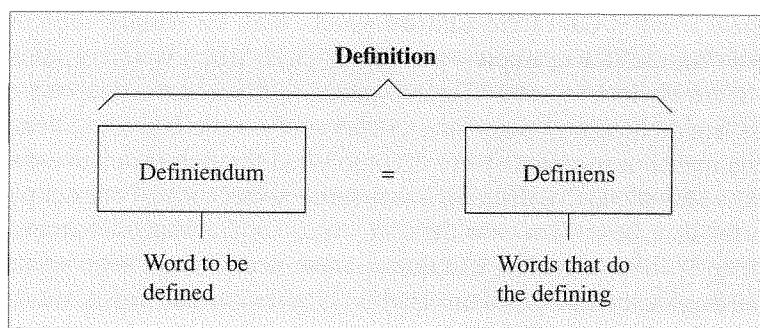 Definition
Definiendum = Definiens
Word to be
defined
Words that do
the defining